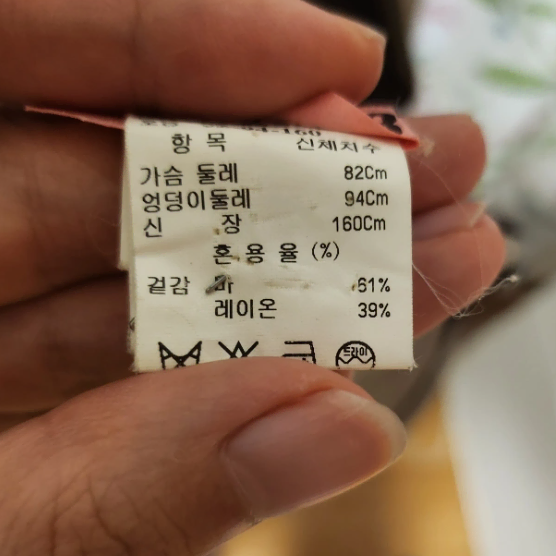 항 목 신체치수
가슴 둘레 82Cm
엉덩이둘레 94Cm
신 장 160Cm
혼 용 율 (%)
겉감 마 61%
레이온 39%
드라이